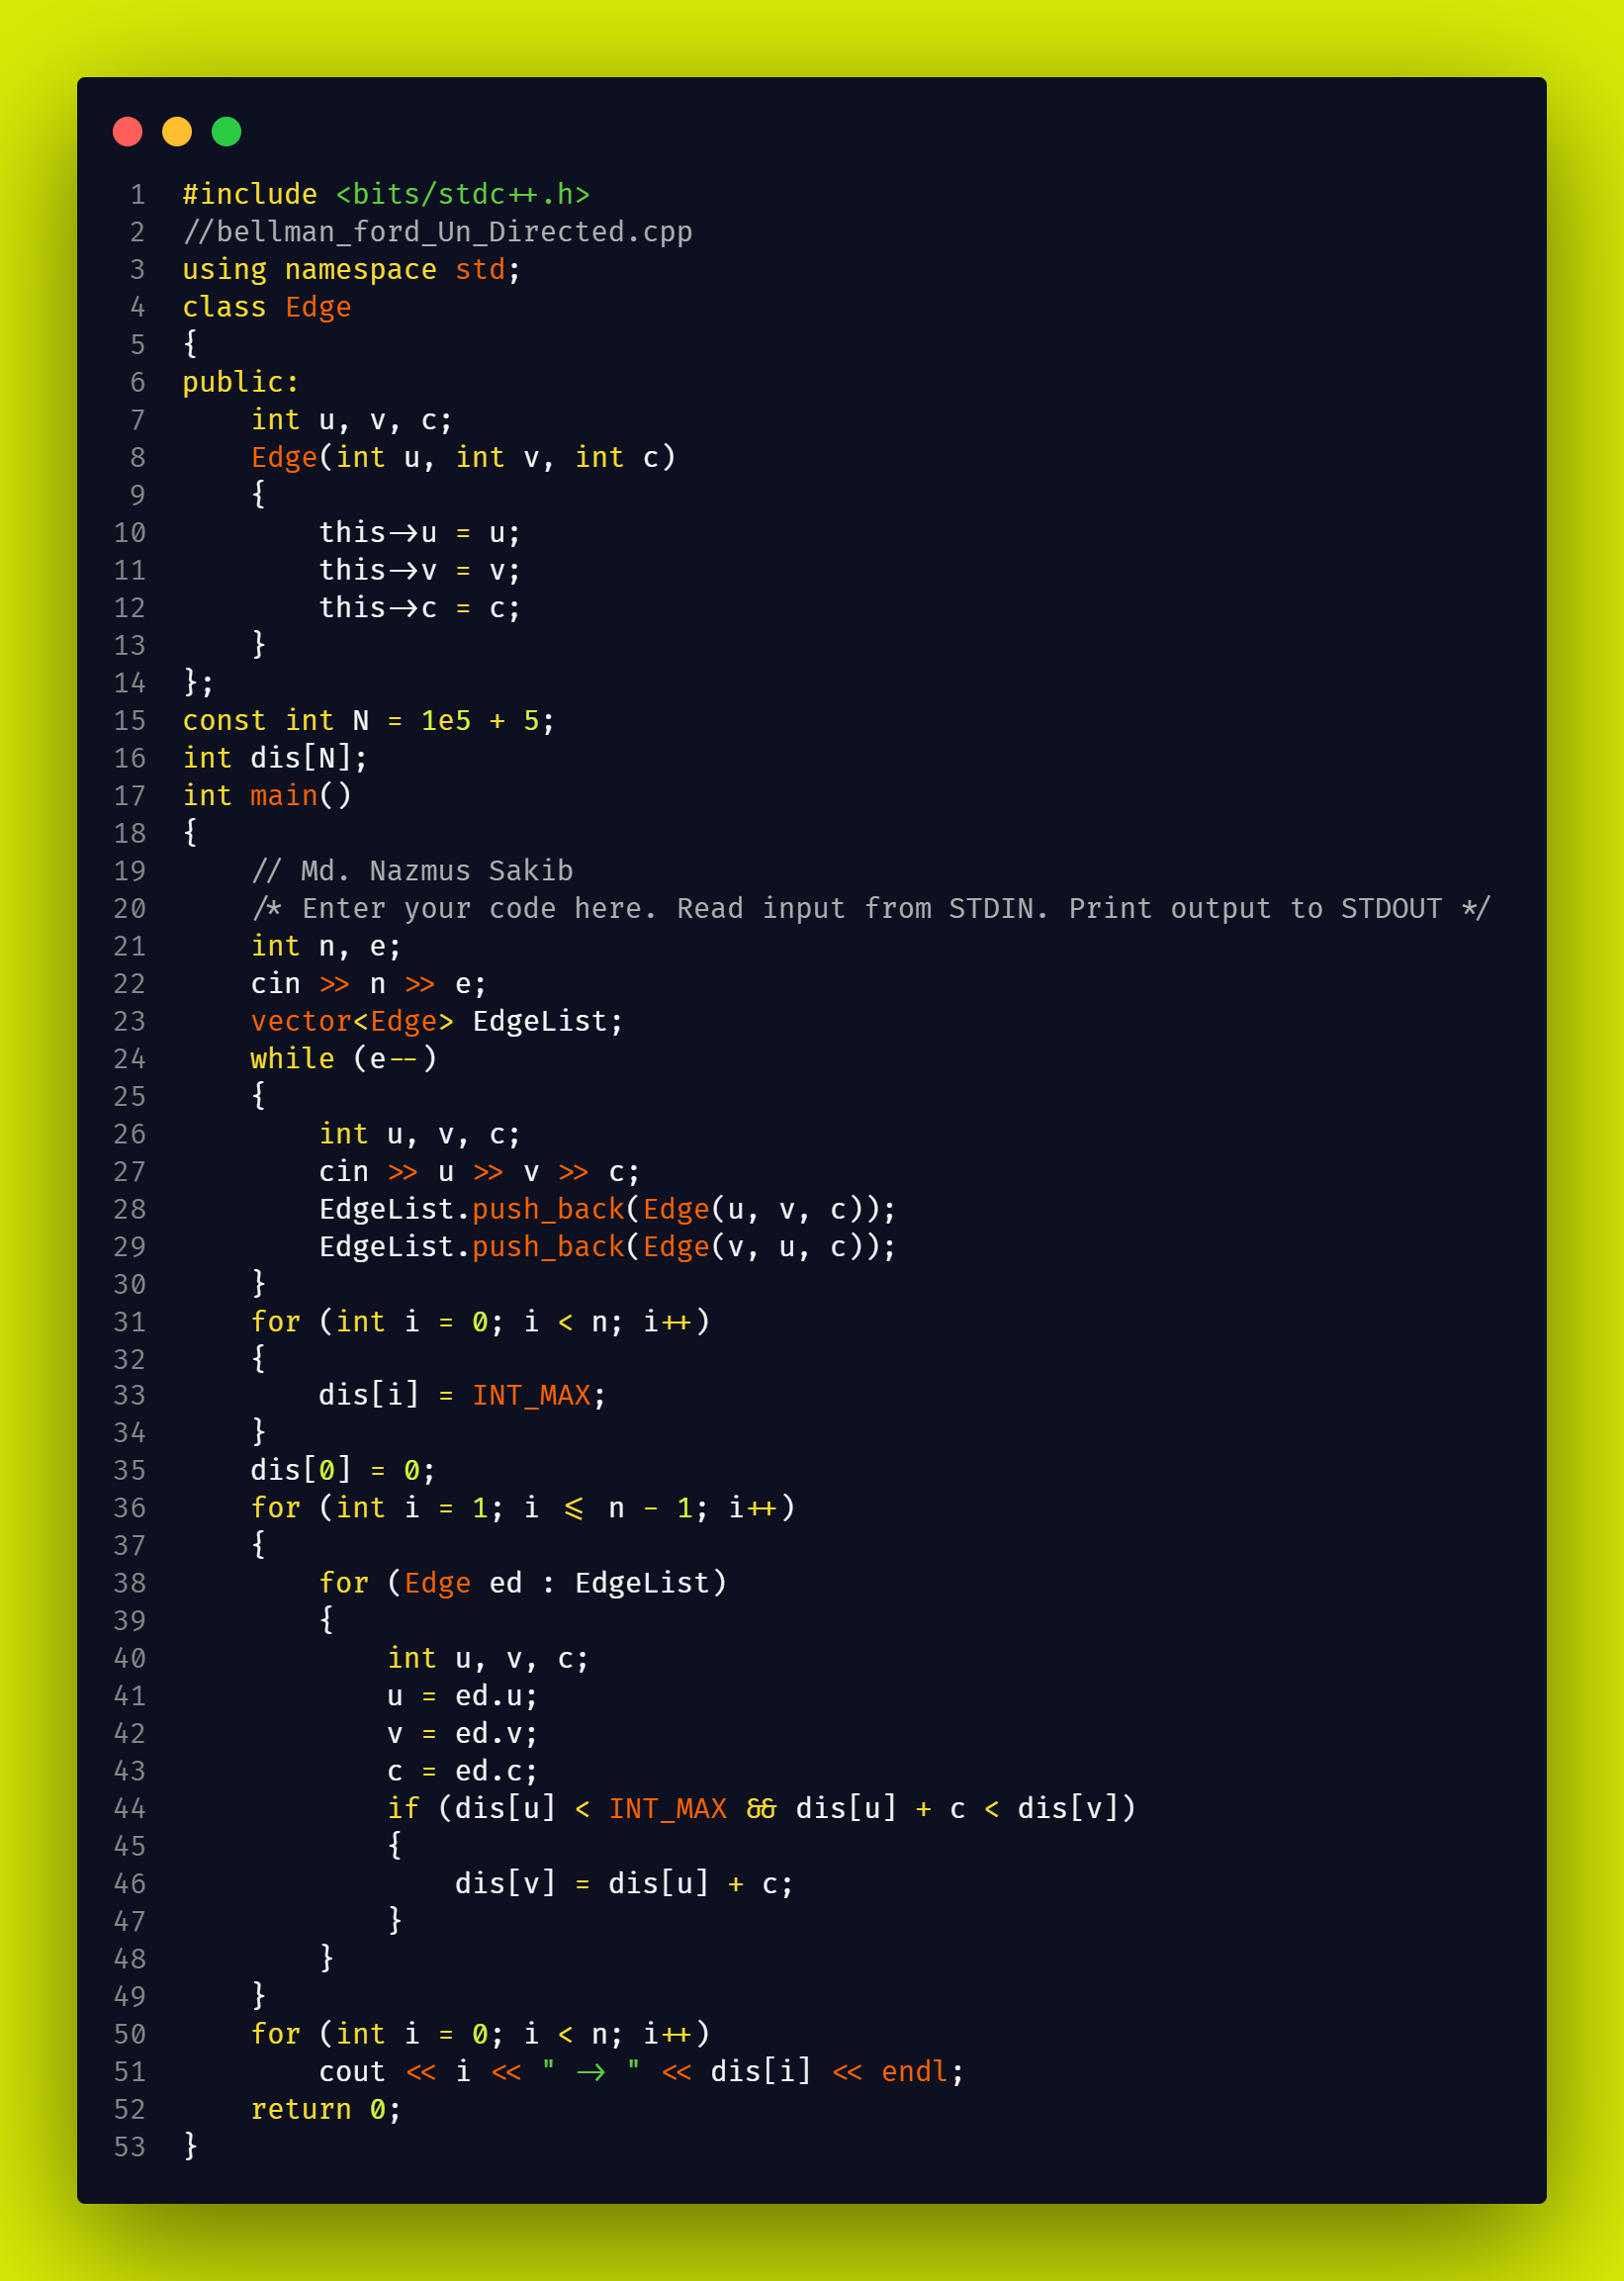 1 #include <bits/stdc++.h>
2 //bellman_ford_Un_Directed.cpp
3 using namespace std;
4 class Edge
5 {
6 public:
7     int u, v, c;
8     Edge(int u, int v, int c)
9     {
10         this->u = u;
11         this->v = v;
12         this->c = c;
13     }
14 };
15 const int N = 1e5 + 5;
16 int dis[N];
17 int main()
18 {
19     // Md. Nazmus Sakib
20     /* Enter your code here. Read input from STDIN. Print output to STDOUT */
21     int n, e;
22     cin >> n >> e;
23     vector<Edge> EdgeList;
24     while (e--)
25     {
26         int u, v, c;
27         cin >> u >> v >> c;
28         EdgeList.push_back(Edge(u, v, c));
29         EdgeList.push_back(Edge(v, u, c));
30     }
31     for (int i = 0; i < n; i++)
32     {
33         dis[i] = INT_MAX;
34     }
35     dis[0] = 0;
36     for (int i = 1; i <= n - 1; i++)
37     {
38         for (Edge ed : EdgeList)
39         {
40             int u, v, c;
41             u = ed.u;
42             v = ed.v;
43             c = ed.c;
44             if (dis[u] < INT_MAX && dis[u] + c < dis[v])
45             {
46                 dis[v] = dis[u] + c;
47             }
48         }
49     }
50     for (int i = 0; i < n; i++)
51         cout << i << " -> " << dis[i] << endl;
52     return 0;
53 }